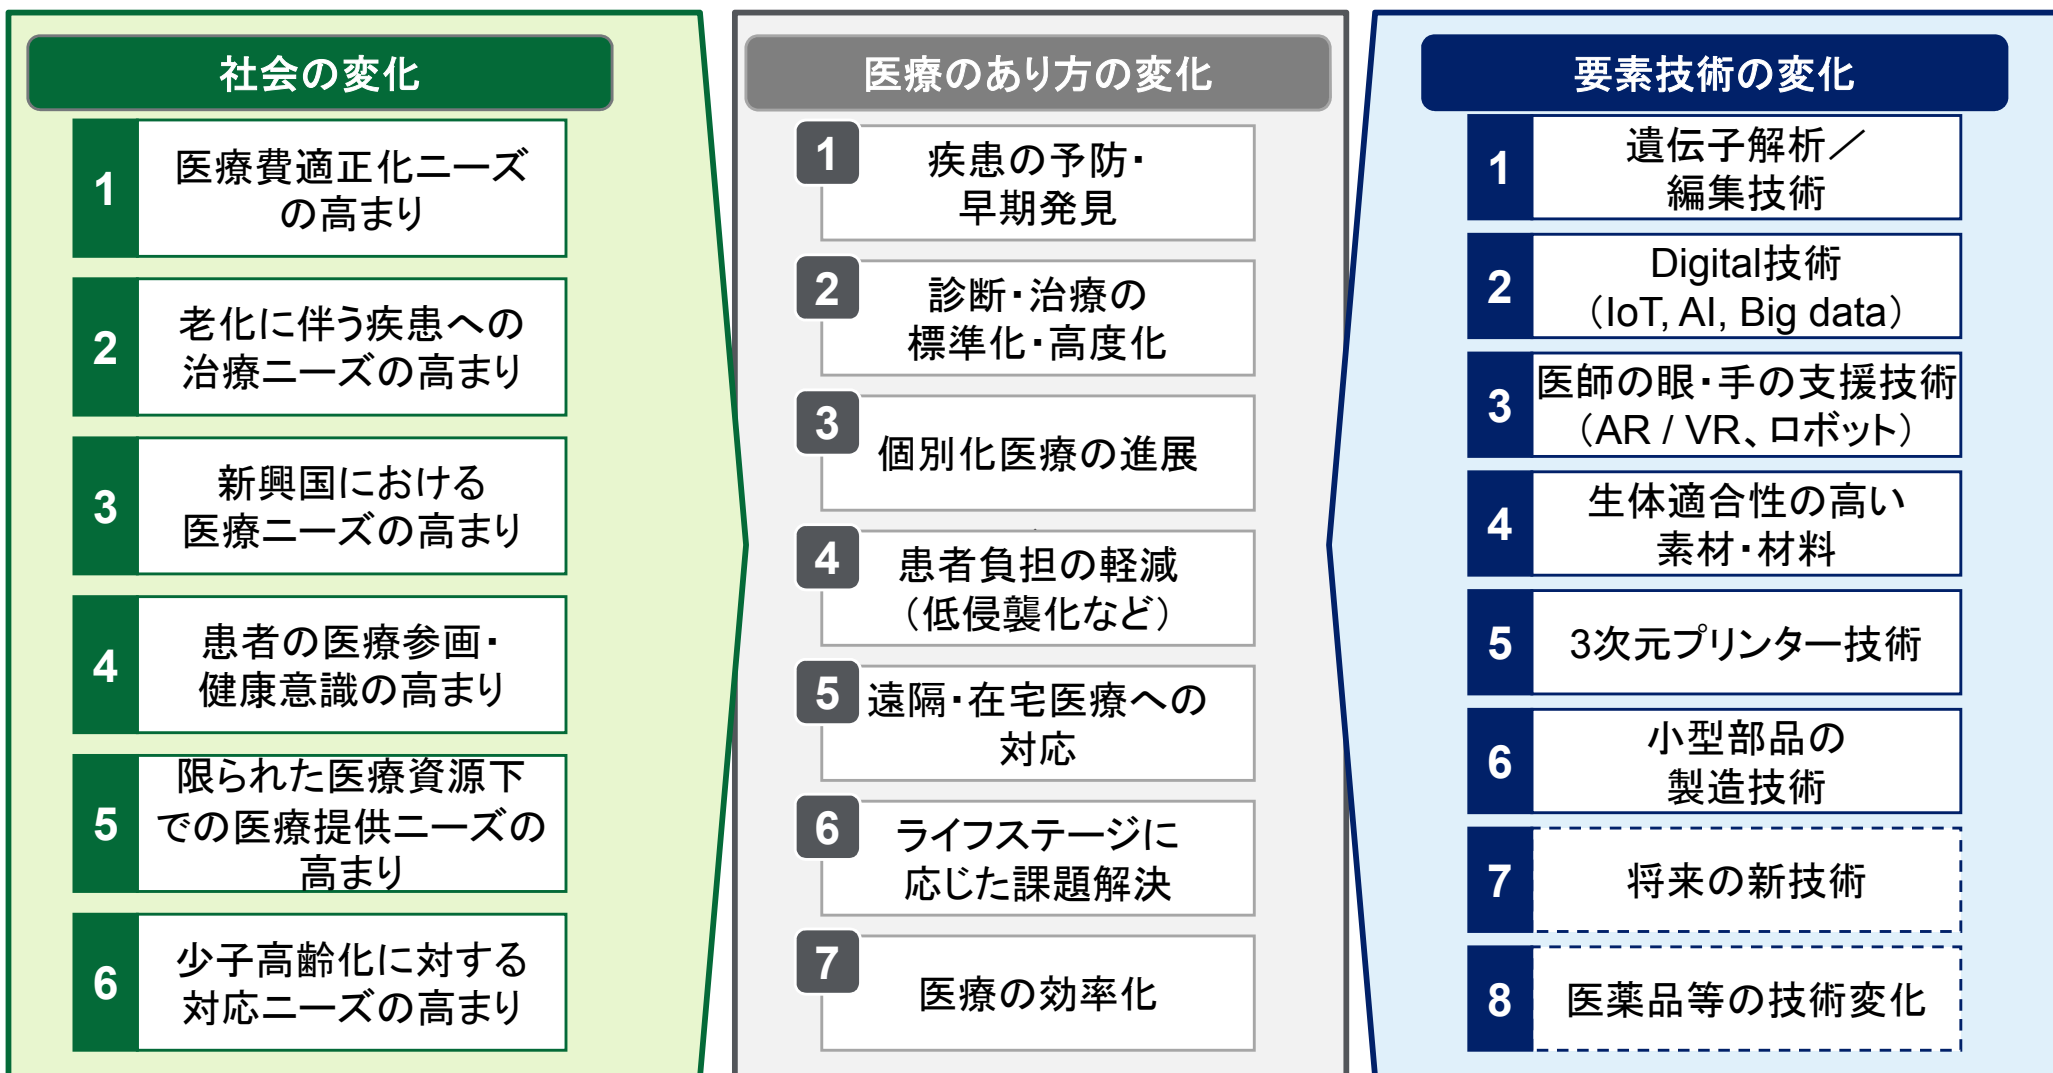 社会の変化
1
医療費適正化ニーズ
の高まり
2
老化に伴う疾患への
治療ニーズの高まり
3
新興国における
医療ニーズの高まり
4
患者の医療参画・
健康意識の高まり
5
限られた医療資源下
での医療提供ニーズの
高まり
6
少子高齢化に対する
対応ニーズの高まり
医療のあり方の変化
1
疾患の予防・
早期発見
2
診断・治療の
標準化・高度化
3
個別化医療の進展
4
患者負担の軽減
（低侵襲化など）
5
遠隔・在宅医療への
対応
6
ライフステージに
応じた課題解決
7
医療の効率化
要素技術の変化
1
遺伝子解析／
編集技術
2
Digital技術
（IoT, AI, Big data）
3
医師の眼・手の支援技術
（AR / VR、ロボット）
4
生体適合性の高い
素材・材料
5
3次元プリンター技術
6
小型部品の
製造技術
7
将来の新技術
8
医薬品等の技術変化